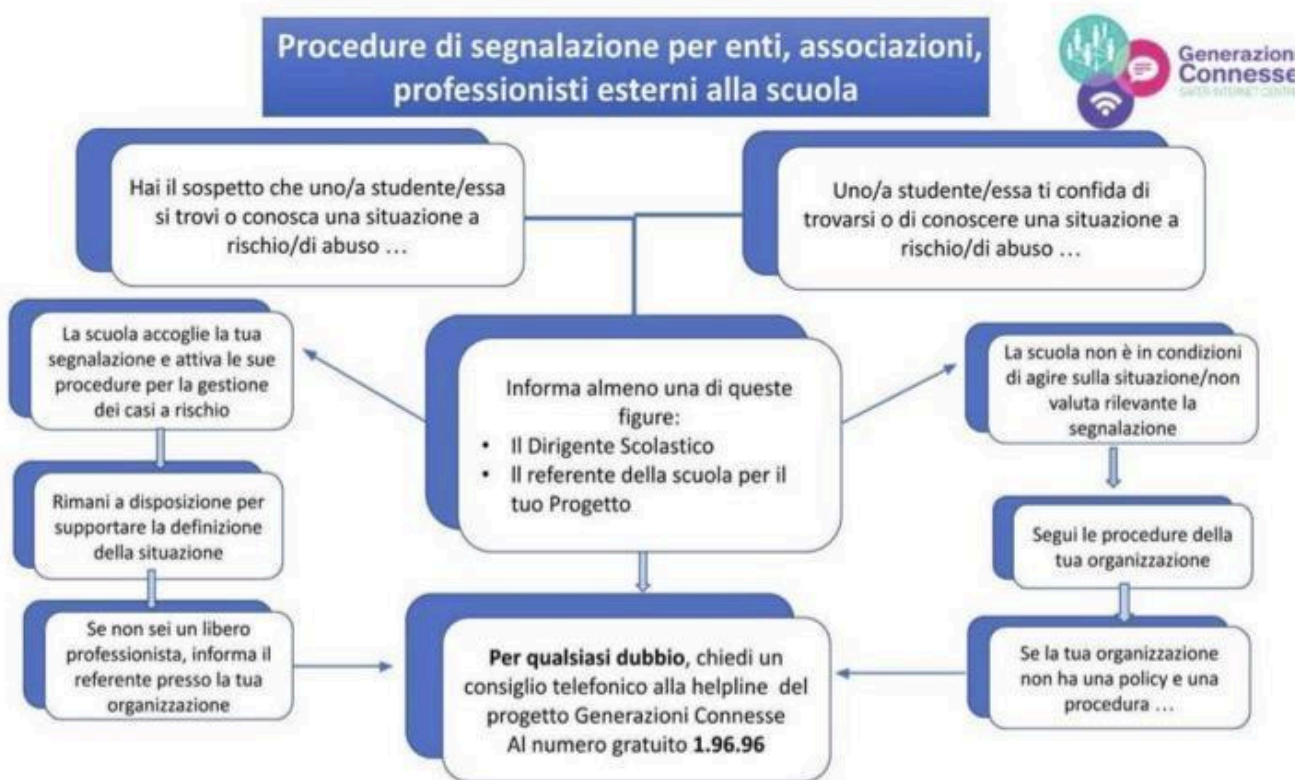 Procedure di segnalazione per enti, associazioni,
professionisti esterni alla scuola
Generazioni
Connesse
SAFER INTERNET CENTRE
Hai il sospetto che uno/a studente/essa
si trovi o conosca una situazione a
rischio/di abuso …
Uno/a studente/essa ti confida di
trovarsi o di conoscere una situazione a
rischio/di abuso …
La scuola accoglie la tua
segnalazione e attiva le sue
procedure per la gestione
dei casi a rischio
Informa almeno una di queste
figure:
• Il Dirigente Scolastico
• Il referente della scuola per il
tuo Progetto
La scuola non è in condizioni
di agire sulla situazione/non
valuta rilevante la
segnalazione
Rimani a disposizione per
supportare la definizione
della situazione
Segui le procedure della
tua organizzazione
Se non sei un libero
professionista, informa il
referente presso la tua
organizzazione
Per qualsiasi dubbio, chiedi un
consiglio telefonico alla helpline del
progetto Generazioni Connesse
Al numero gratuito 1.96.96
Se la tua organizzazione
non ha una policy e una
procedura …